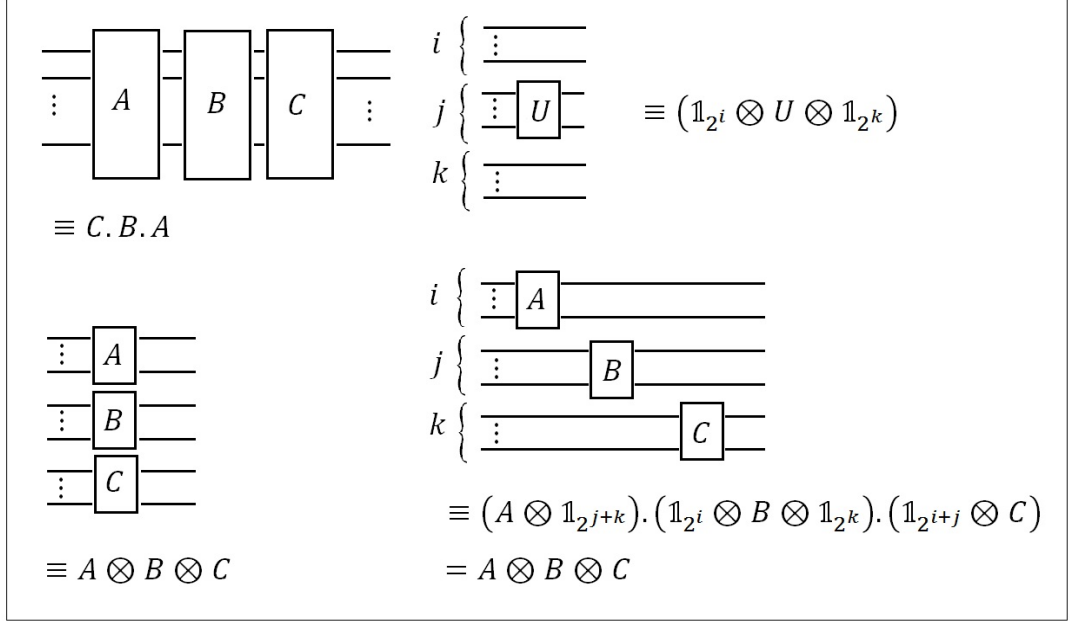 A B C
⋮ ⋮
≡ C.B.A
i { ⋮
j { ⋮ U
k { ⋮
≡ (𝟙_{2^i} ⊗ U ⊗ 𝟙_{2^k})
⋮ A
⋮ B
⋮ C
≡ A ⊗ B ⊗ C
i { ⋮ A
j { ⋮ B
k { ⋮ C
≡ (A ⊗ 𝟙_{2^{j+k}}).(𝟙_{2^i} ⊗ B ⊗ 𝟙_{2^k}).(𝟙_{2^{i+j}} ⊗ C)
= A ⊗ B ⊗ C